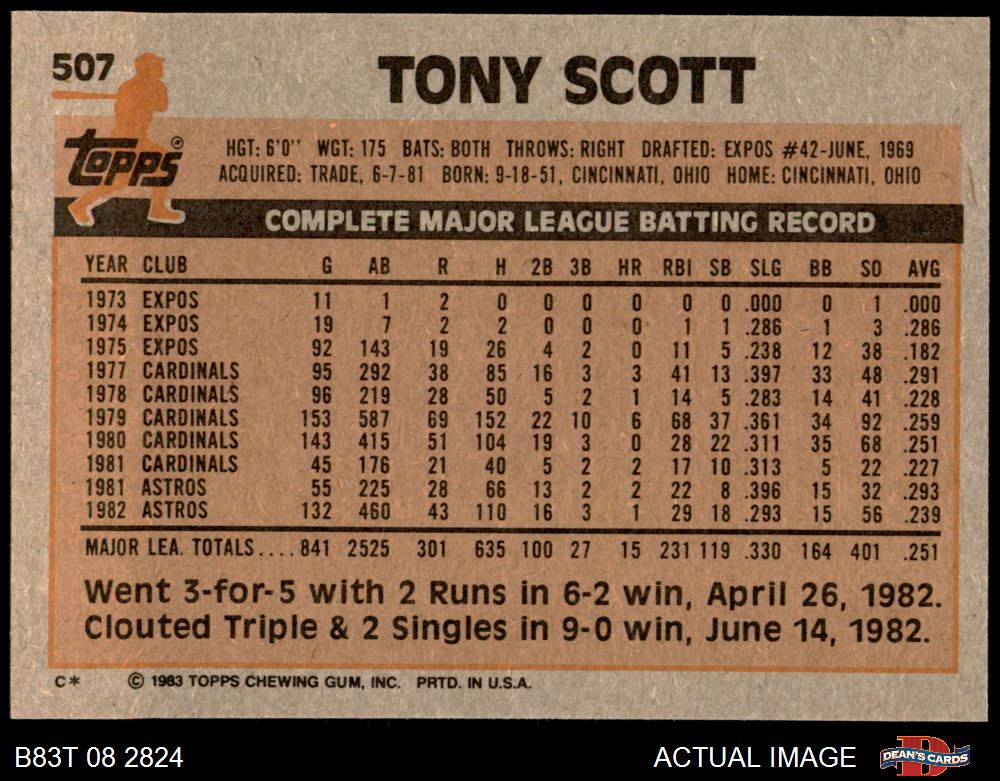 507
TONY SCOTT
Topps®
HGT: 6'0" WGT: 175 BATS: BOTH THROWS: RIGHT DRAFTED: EXPOS #42-JUNE, 1969
ACQUIRED: TRADE, 6-7-81 BORN: 9-18-51, CINCINNATI, OHIO HOME: CINCINNATI, OHIO
COMPLETE MAJOR LEAGUE BATTING RECORD
YEAR CLUB G AB R H 2B 3B HR RBI SB SLG BB SO AVG
1973 EXPOS 11 1 2 0 0 0 0 0 0 .000 0 1 .000
1974 EXPOS 19 7 2 2 0 0 0 1 1 .286 1 3 .286
1975 EXPOS 92 143 19 26 4 2 0 11 5 .238 12 38 .182
1977 CARDINALS 95 292 38 85 16 3 3 41 13 .397 33 48 .291
1978 CARDINALS 96 219 28 50 5 2 1 14 5 .283 14 41 .228
1979 CARDINALS 153 587 69 152 22 10 6 68 37 .361 34 92 .259
1980 CARDINALS 143 415 51 104 19 3 0 28 22 .311 35 68 .251
1981 CARDINALS 45 176 21 40 5 2 2 17 10 .313 5 22 .227
1981 ASTROS 55 225 28 66 13 2 2 22 8 .396 15 32 .293
1982 ASTROS 132 460 43 110 16 3 1 29 18 .293 15 56 .239
MAJOR LEA. TOTALS.... 841 2525 301 635 100 27 15 231 119 .330 164 401 .251
Went 3-for-5 with 2 Runs in 6-2 win, April 26, 1982.
Clouted Triple & 2 Singles in 9-0 win, June 14, 1982.
C* © 1983 TOPPS CHEWING GUM, INC. PRTD. IN U.S.A.
B83T 08 2824 ACTUAL IMAGE DEAN'S CARDS